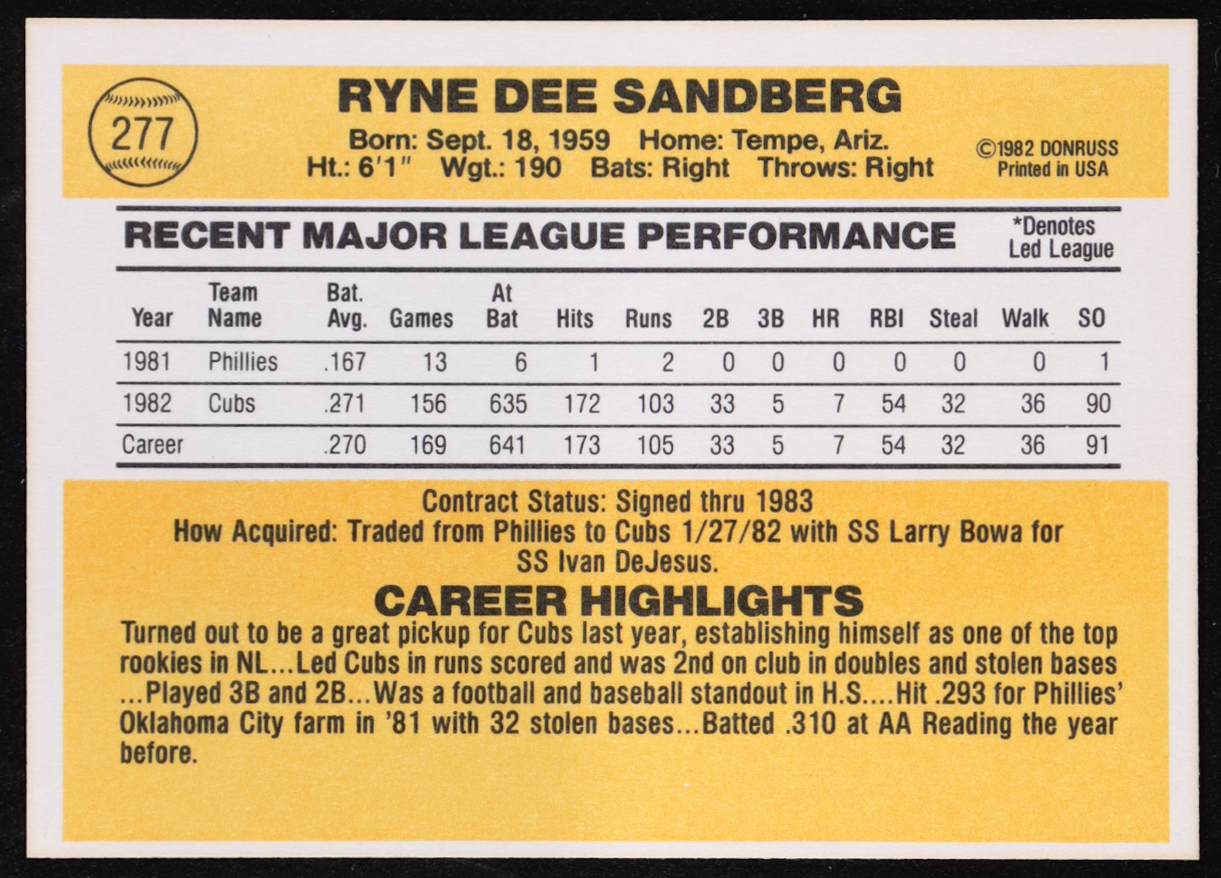 277
RYNE DEE SANDBERG
Born: Sept. 18, 1959 Home: Tempe, Ariz.
Ht.: 6'1" Wgt.: 190 Bats: Right Throws: Right
©1982 DONRUSS
Printed in USA
RECENT MAJOR LEAGUE PERFORMANCE
*Denotes
Led League
Year Team Name Bat. Avg. Games At Bat Hits Runs 2B 3B HR RBI Steal Walk SO
1981 Phillies .167 13 6 1 2 0 0 0 0 0 0 1
1982 Cubs .271 156 635 172 103 33 5 7 54 32 36 90
Career .270 169 641 173 105 33 5 7 54 32 36 91
Contract Status: Signed thru 1983
How Acquired: Traded from Phillies to Cubs 1/27/82 with SS Larry Bowa for
SS Ivan DeJesus.
CAREER HIGHLIGHTS
Turned out to be a great pickup for Cubs last year, establishing himself as one of the top
rookies in NL...Led Cubs in runs scored and was 2nd on club in doubles and stolen bases
...Played 3B and 2B...Was a football and baseball standout in H.S....Hit .293 for Phillies'
Oklahoma City farm in '81 with 32 stolen bases...Batted .310 at AA Reading the year
before.